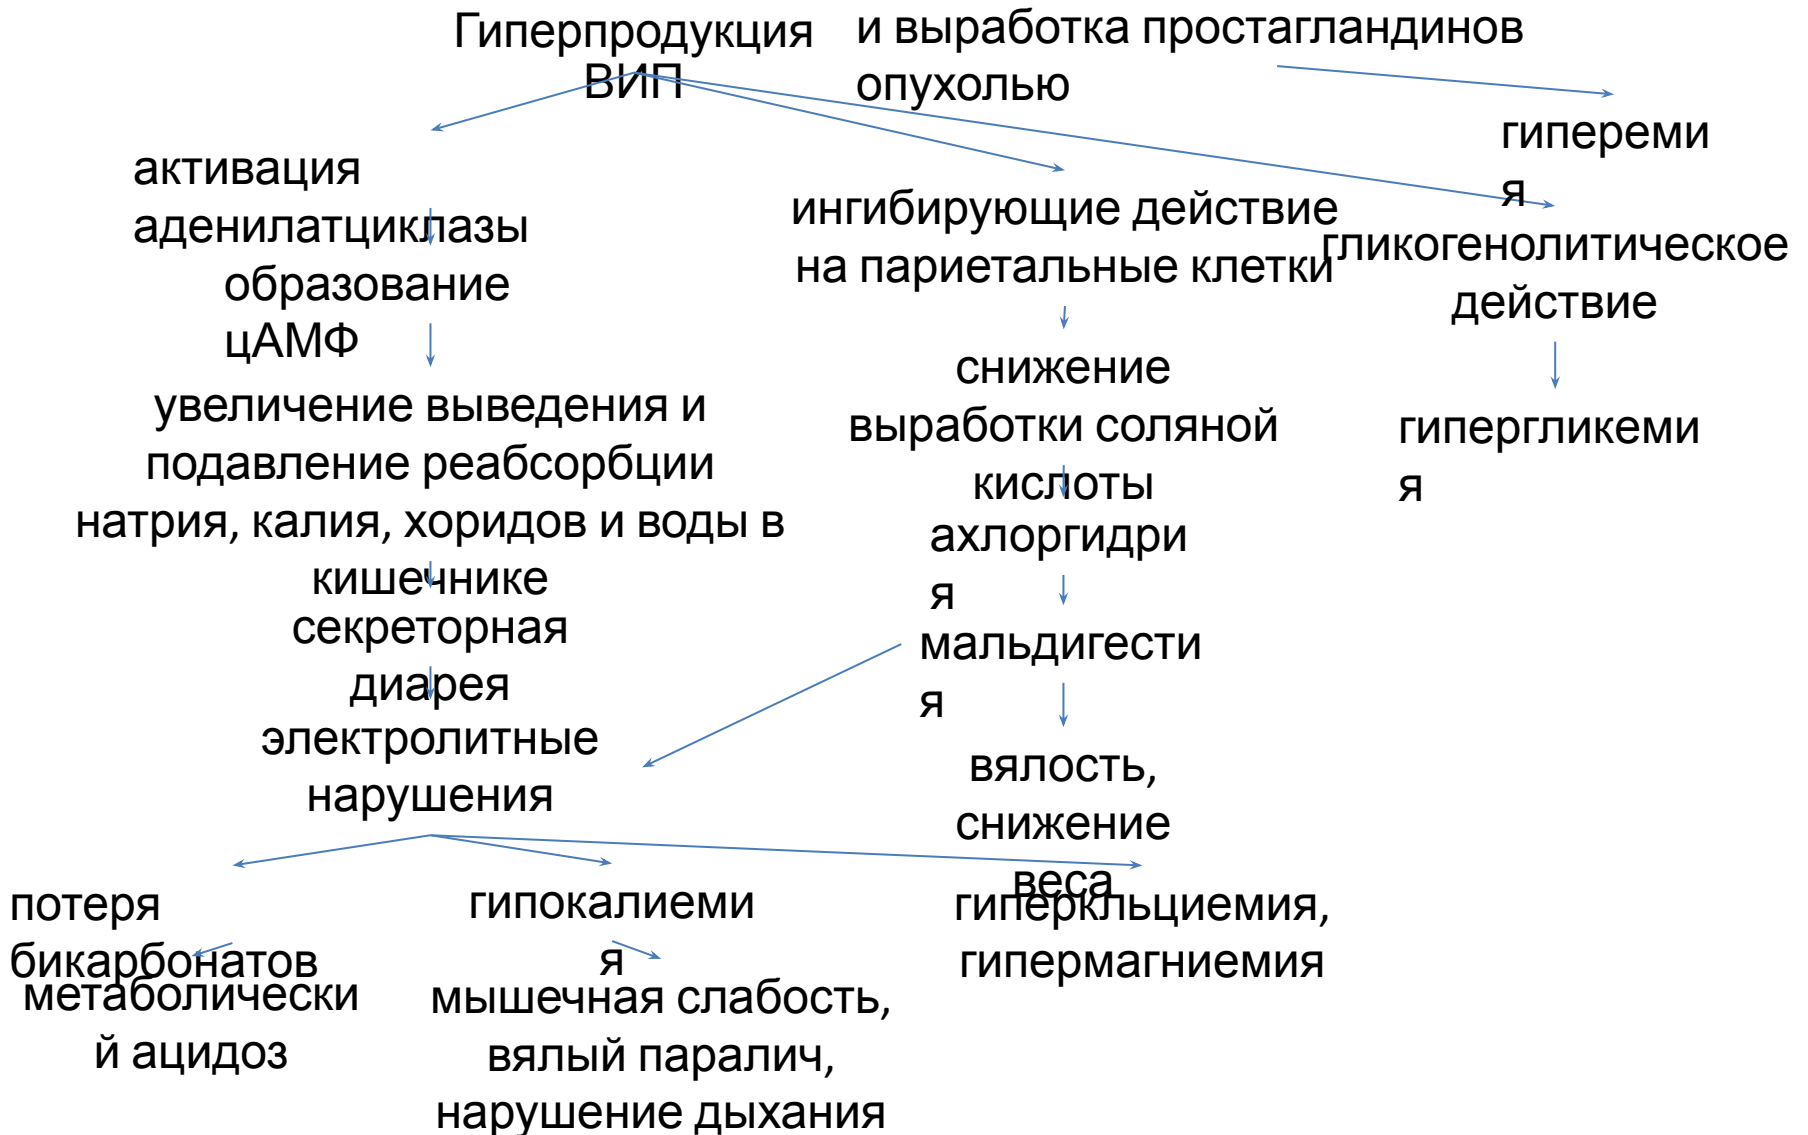 Гиперпродукция
ВИП
и выработка простагландинов
опухолью
гипереми
я
активация
аденилатциклазы
ингибирующие действие
на париетальные клетки
гликогенолитическое
действие
образование
цАМФ
снижение
выработки соляной
кислоты
гипергликеми
я
увеличение выведения и
подавление реабсорбции
натрия, калия, хоридов и воды в
кишечнике
ахлоргидри
я
секреторная
диарея
мальдигести
я
электролитные
нарушения
вялость,
снижение
веса
потеря
бикарбонатов
гипокалиеми
я
гиперкльциемия,
гипермагниемия
метаболически
й ацидоз
мышечная слабость,
вялый паралич,
нарушение дыхания